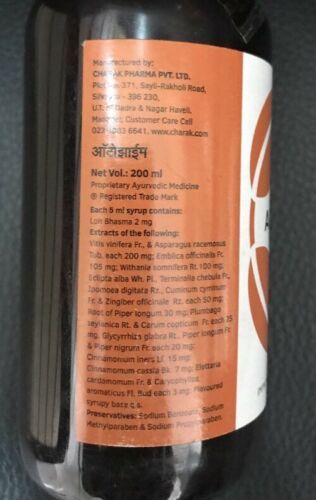 Manufactured by:
CHARAK PHARMA PVT. LTD.
Plot No. 371, Sayli-Rakholi Road,
Silvassa - 396 230,
U.T. of Dadra & Nagar Haveli.
Manager, Customer Care Cell
022-4083 6641. www.charak.com
ऑटोझाईम
Net Vol.: 200 ml
Proprietary Ayurvedic Medicine
® Registered Trade Mark
Each 5 ml syrup contains:
Loh Bhasma 2 mg
Extracts of the following:
Vitis vinifera Fr., & Asparagus racemosus
Tub. each 200 mg; Emblica officinalis Fr.
105 mg; Withania somnifera Rt. 100 mg;
Eclipta alba Wh. Pl., Terminalia chebula Fr.,
Ipomoea digitata Rz., Cuminum cyminum
Fr. & Zingiber officinale Rz. each 50 mg;
Root of Piper longum 30 mg; Plumbago
zeylanica Rt. & Carum copticum Fr. each 25
mg, Glycyrrhiza glabra Rt., Piper longum Fr.
& Piper nigrum Fr. each 20 mg;
Cinnamomum iners Lf. 15 mg;
Cinnamomum cassia Bk. 7 mg; Elettaria
cardamomum Fr. & Caryophyllus
aromaticus Fl. Bud each 3 mg; Flavoured
syrupy base q.s.
Preservatives: Sodium Benzoate, Sodium
Methylparaben & Sodium Propylparaben.
A